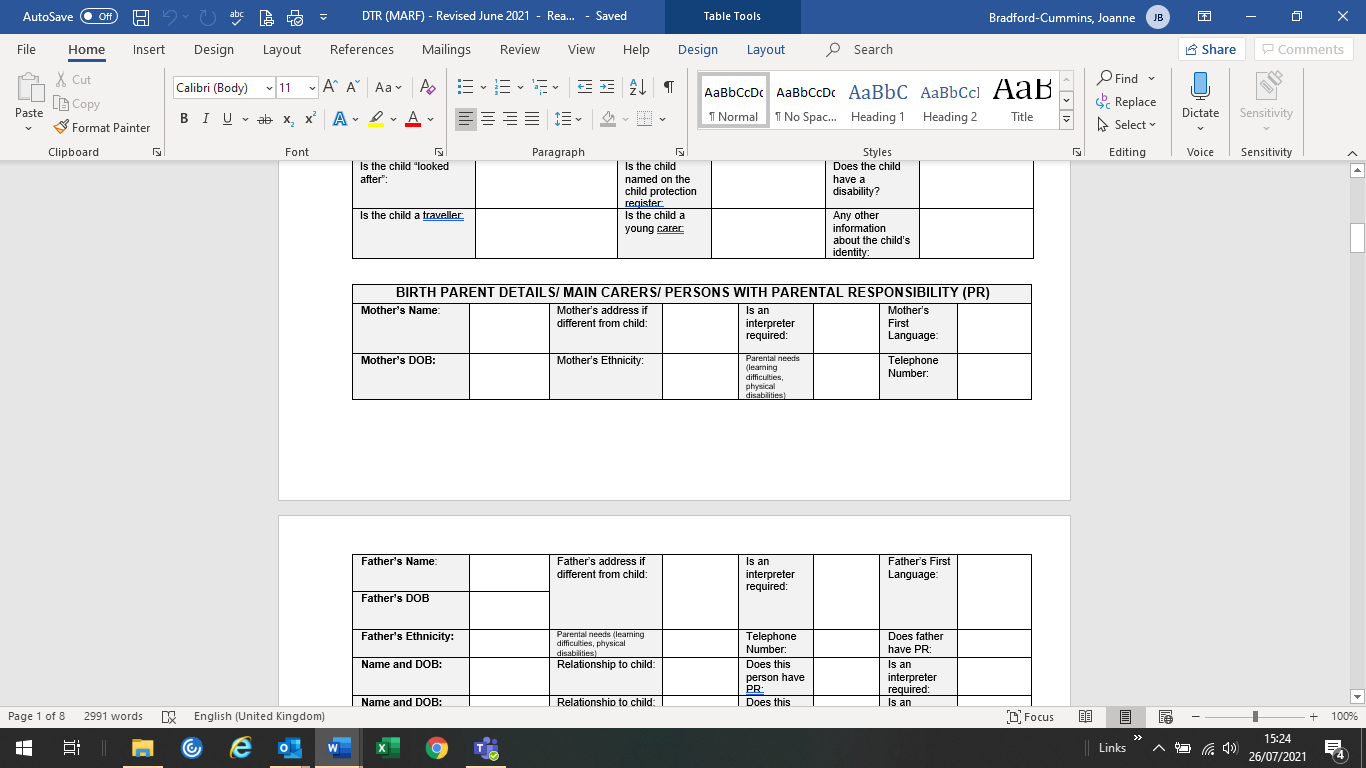 AutoSave Off DTR (MARF) - Revised June 2021 - Rea... - Saved Table Tools Bradford-Cummins, Joanne JB
File Home Insert Design Layout References Mailings Review View Help Design Layout Search Share Comments
Paste
Cut
Copy
Format Painter
Clipboard
Calibri (Body) 11
Font
Paragraph
AaBbCcDc AaBbCcDc AaBbC AaBbCcI AaB
¶ Normal ¶ No Spac... Heading 1 Heading 2 Title
Styles
Find
Replace
Select
Editing
Dictate
Voice
Sensitivity
Sensitivity
Is the child “looked
after”:
Is the child
named on the
child protection
register:
Does the child
have a
disability?
Is the child a traveller:
Is the child a
young carer:
Any other
information
about the child’s
identity:
BIRTH PARENT DETAILS/ MAIN CARERS/ PERSONS WITH PARENTAL RESPONSIBILITY (PR)
Mother’s Name:
Mother’s address if
different from child:
Is an
interpreter
required:
Mother’s
First
Language:
Mother’s DOB:
Mother’s Ethnicity:
Parental needs
(learning
difficulties,
physical
disabilities)
Telephone
Number:
Father’s Name:
Father’s address if
different from child:
Is an
interpreter
required:
Father’s First
Language:
Father’s DOB
Father’s Ethnicity:
Parental needs (learning
difficulties, physical
disabilities)
Telephone
Number:
Does father
have PR:
Name and DOB:
Relationship to child:
Does this
person have
PR:
Is an
interpreter
required:
Name and DOB:
Relationship to child:
Does this
Is an
Page 1 of 8 2991 words English (United Kingdom) Focus 100%
Links 15:24
26/07/2021 4